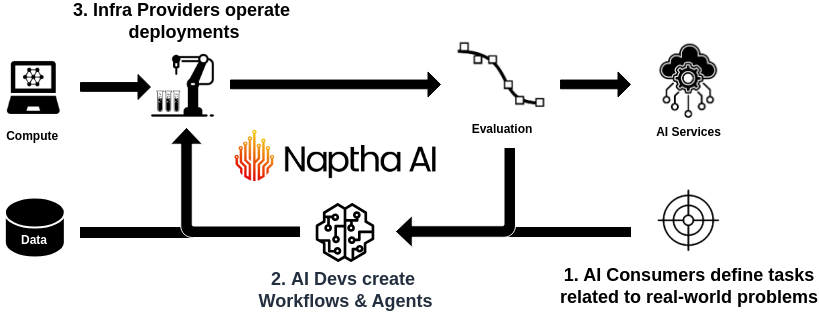 3. Infra Providers operate
deployments
Compute
Evaluation
AI Services
Naptha AI
Data
2. AI Devs create
Workflows & Agents
1. AI Consumers define tasks
related to real-world problems